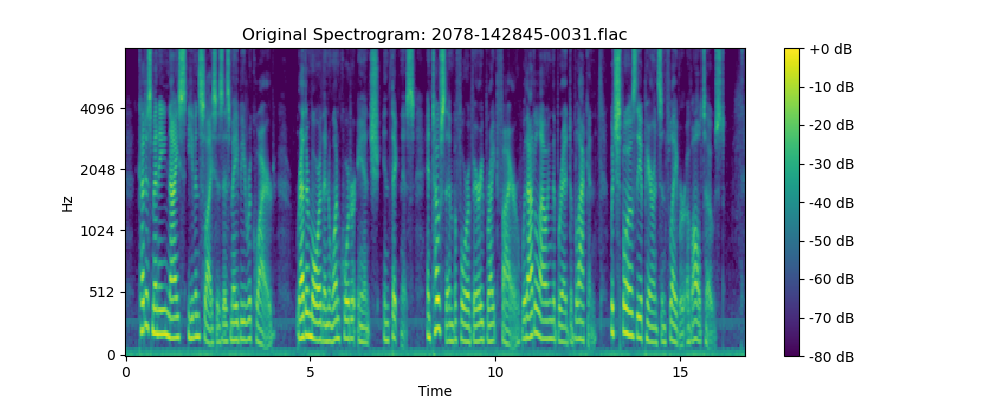 Original Spectrogram: 2078-142845-0031.flac
+0 dB
-10 dB
-20 dB
-30 dB
-40 dB
-50 dB
-60 dB
-70 dB
-80 dB
Hz
4096
2048
1024
512
0
0 5 10 15
Time